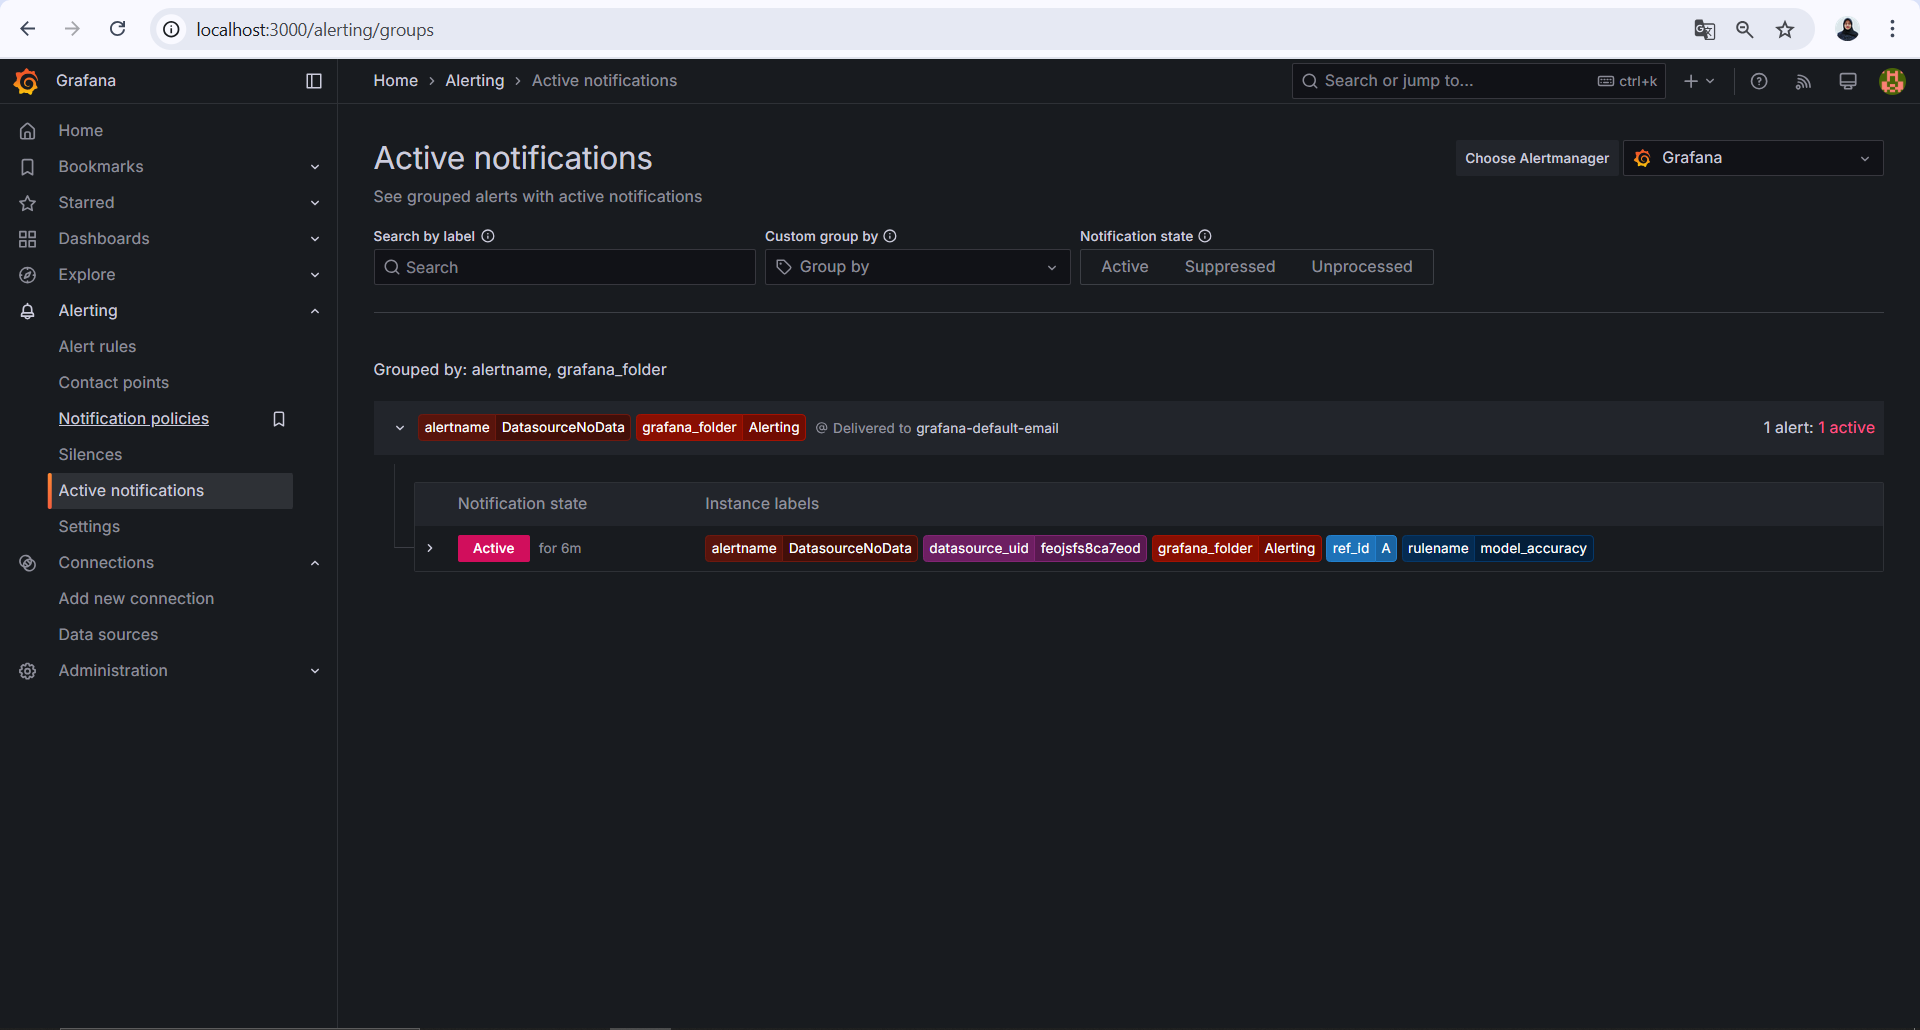 localhost:3000/alerting/groups
Grafana
Home › Alerting › Active notifications
Search or jump to... ctrl+k
Home
Bookmarks
Starred
Dashboards
Explore
Alerting
Alert rules
Contact points
Notification policies
Silences
Active notifications
Settings
Connections
Add new connection
Data sources
Administration
Active notifications
Choose Alertmanager Grafana
See grouped alerts with active notifications
Search by label Custom group by Notification state
Search Group by Active Suppressed Unprocessed
Grouped by: alertname, grafana_folder
alertname DatasourceNoData grafana_folder Alerting @ Delivered to grafana-default-email 1 alert: 1 active
Notification state Instance labels
Active for 6m alertname DatasourceNoData datasource_uid feojsfs8ca7eod grafana_folder Alerting ref_id A rulename model_accuracy